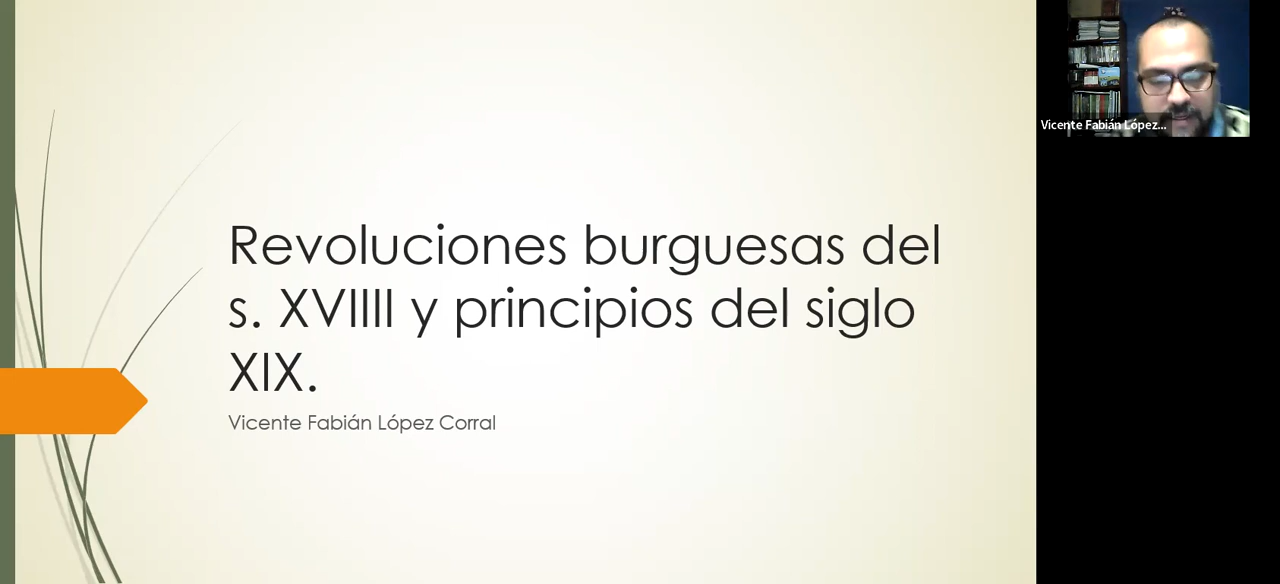 Revoluciones burguesas del
s. XVIIII y principios del siglo
XIX.
Vicente Fabián López Corral
Vicente Fabián López...